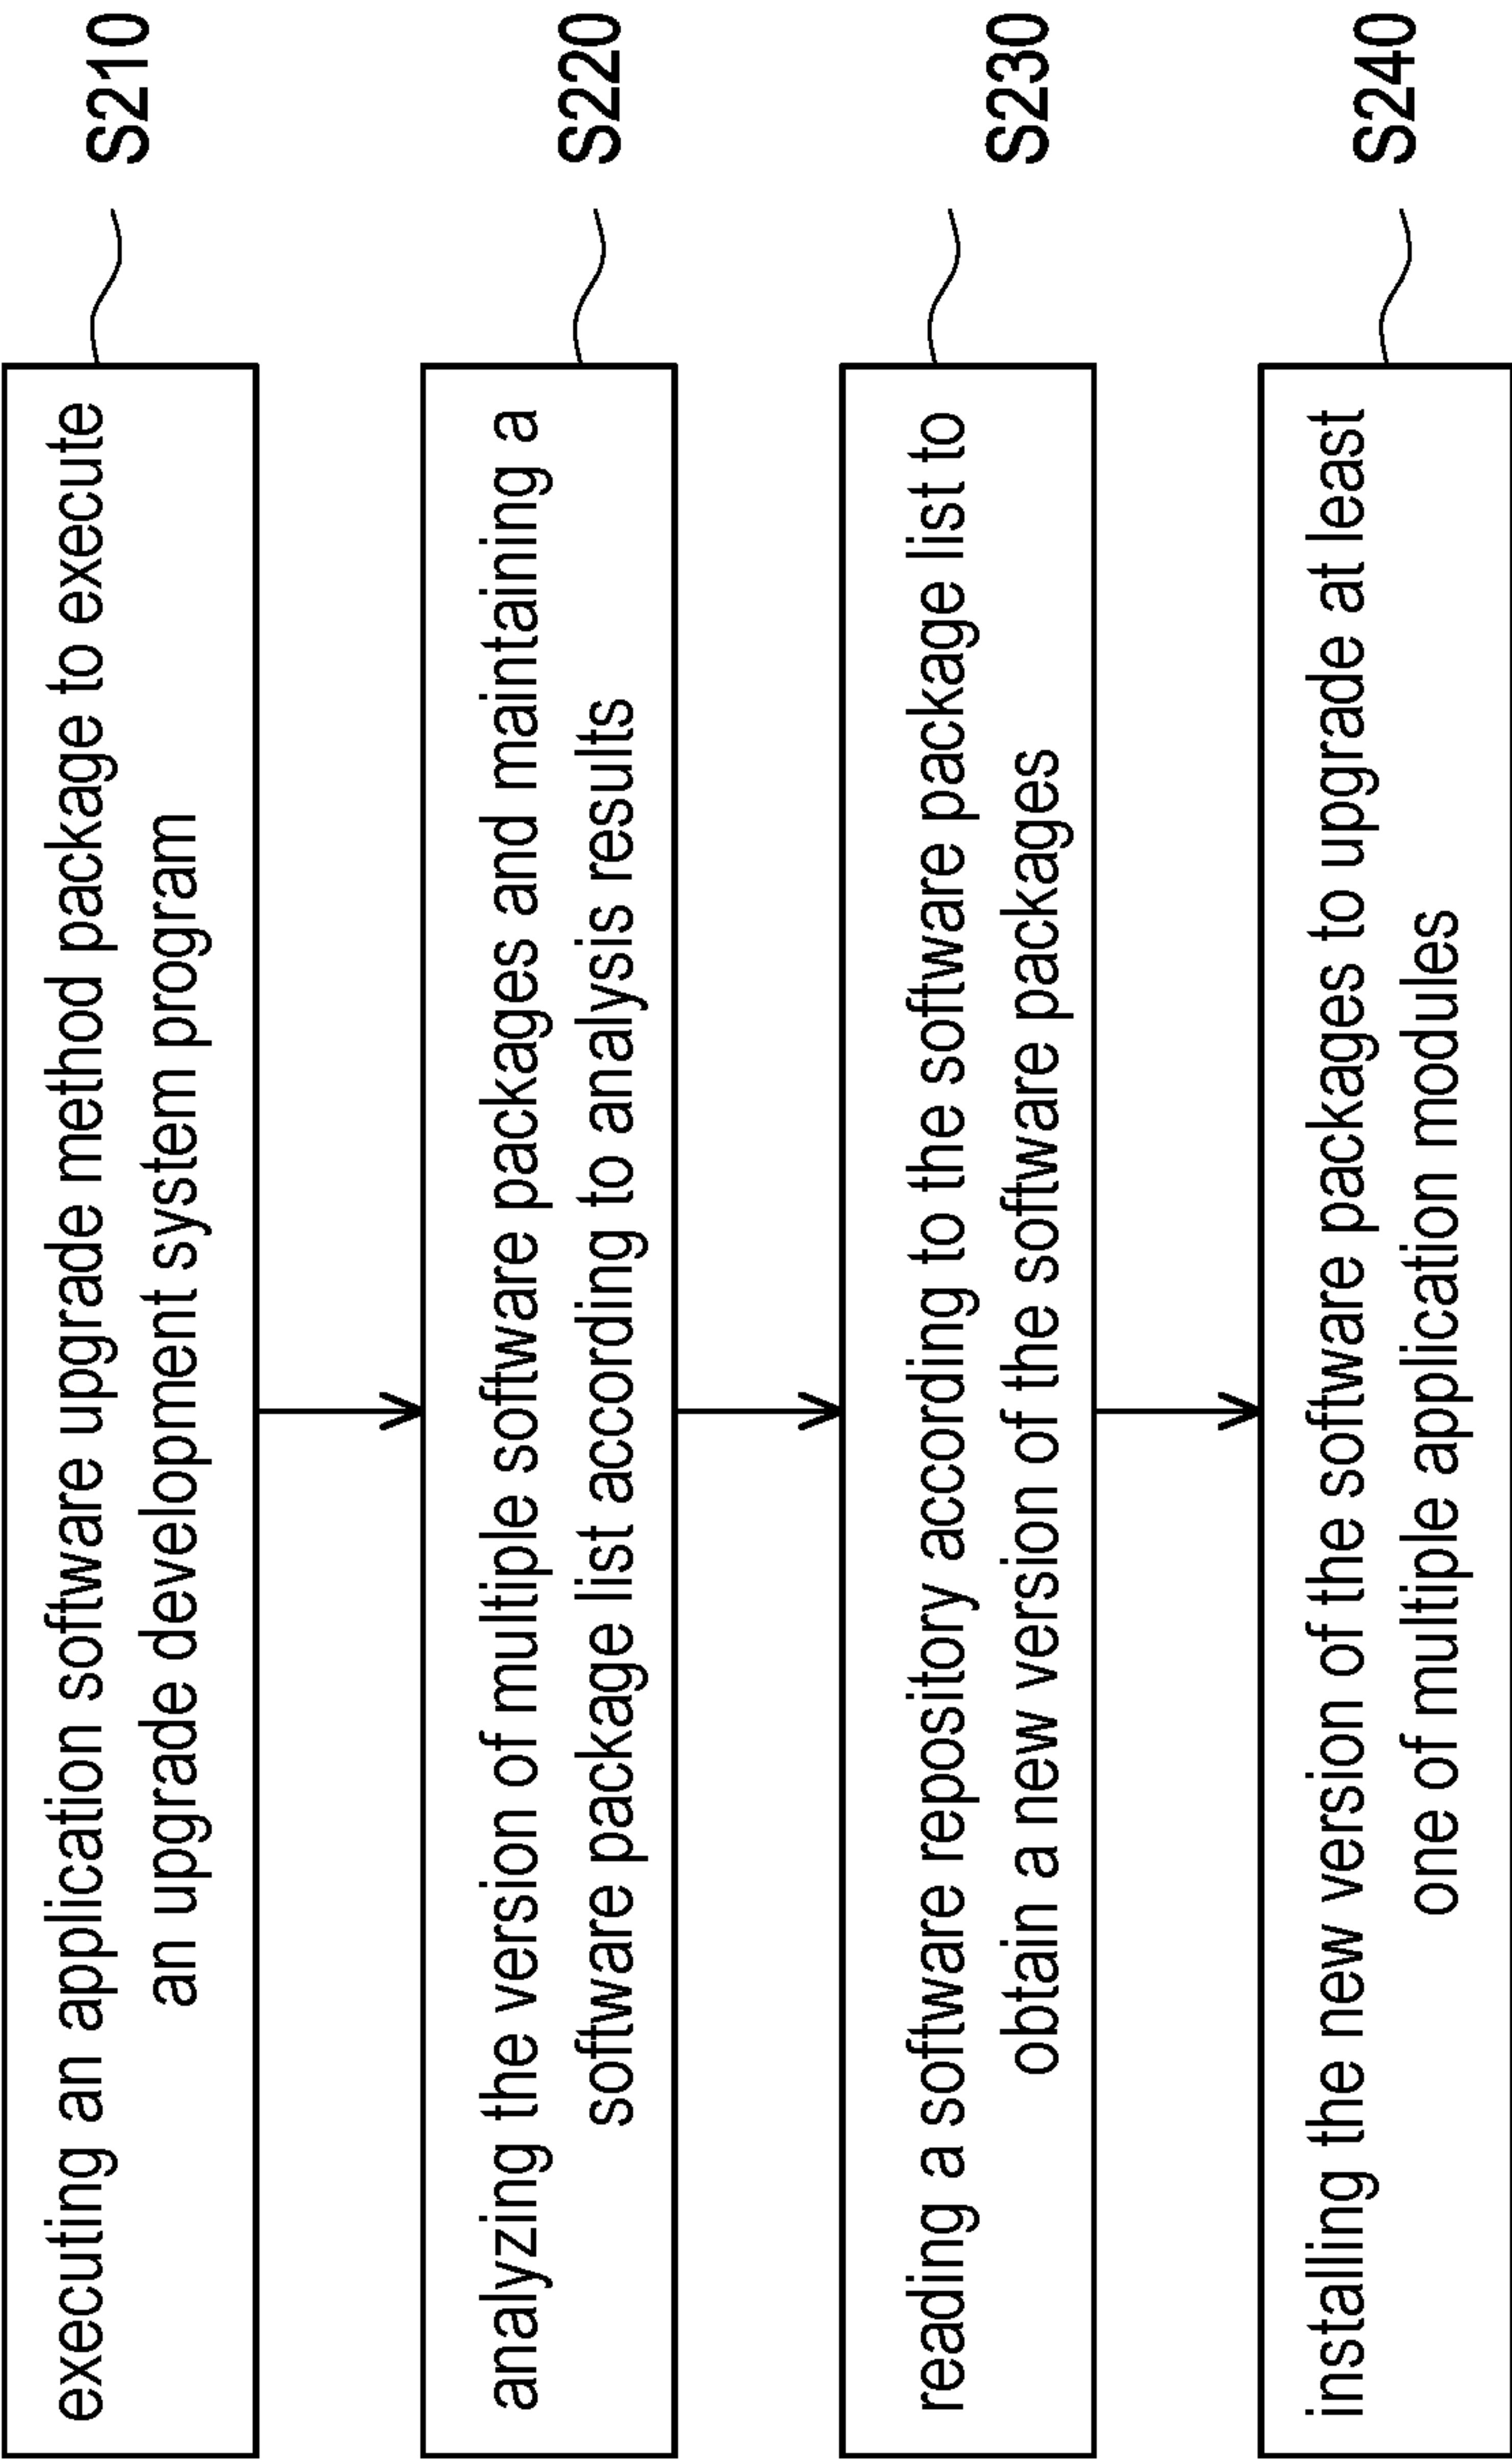 executing an application software upgrade method package to execute
an upgrade development system program
S210
analyzing the version of multiple software packages and maintaining a
software package list according to analysis results
S220
reading a software repository according to the software package list to
obtain a new version of the software packages
S230
installing the new version of the software packages to upgrade at least
one of multiple application modules
S240